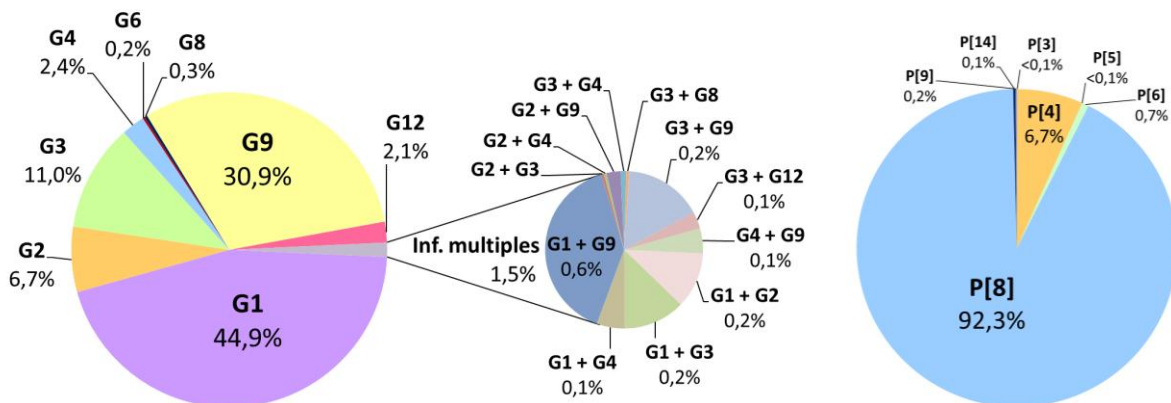 G6
0,2%
G4
2,4%
G8
0,3%
G3
11,0%
G9
30,9%
G12
2,1%
G2
6,7%
G1
44,9%
Inf. multiples
1,5%
G3 + G4
G2 + G9
G2 + G4
G2 + G3
G3 + G8
G3 + G9
0,2%
G3 + G12
0,1%
G4 + G9
0,1%
G1 + G9
0,6%
G1 + G2
0,2%
G1 + G3
0,2%
G1 + G4
0,1%
P[14]
0,1%
P[3]
<0,1%
P[5]
<0,1%
P[9]
0,2%
P[6]
0,7%
P[4]
6,7%
P[8]
92,3%